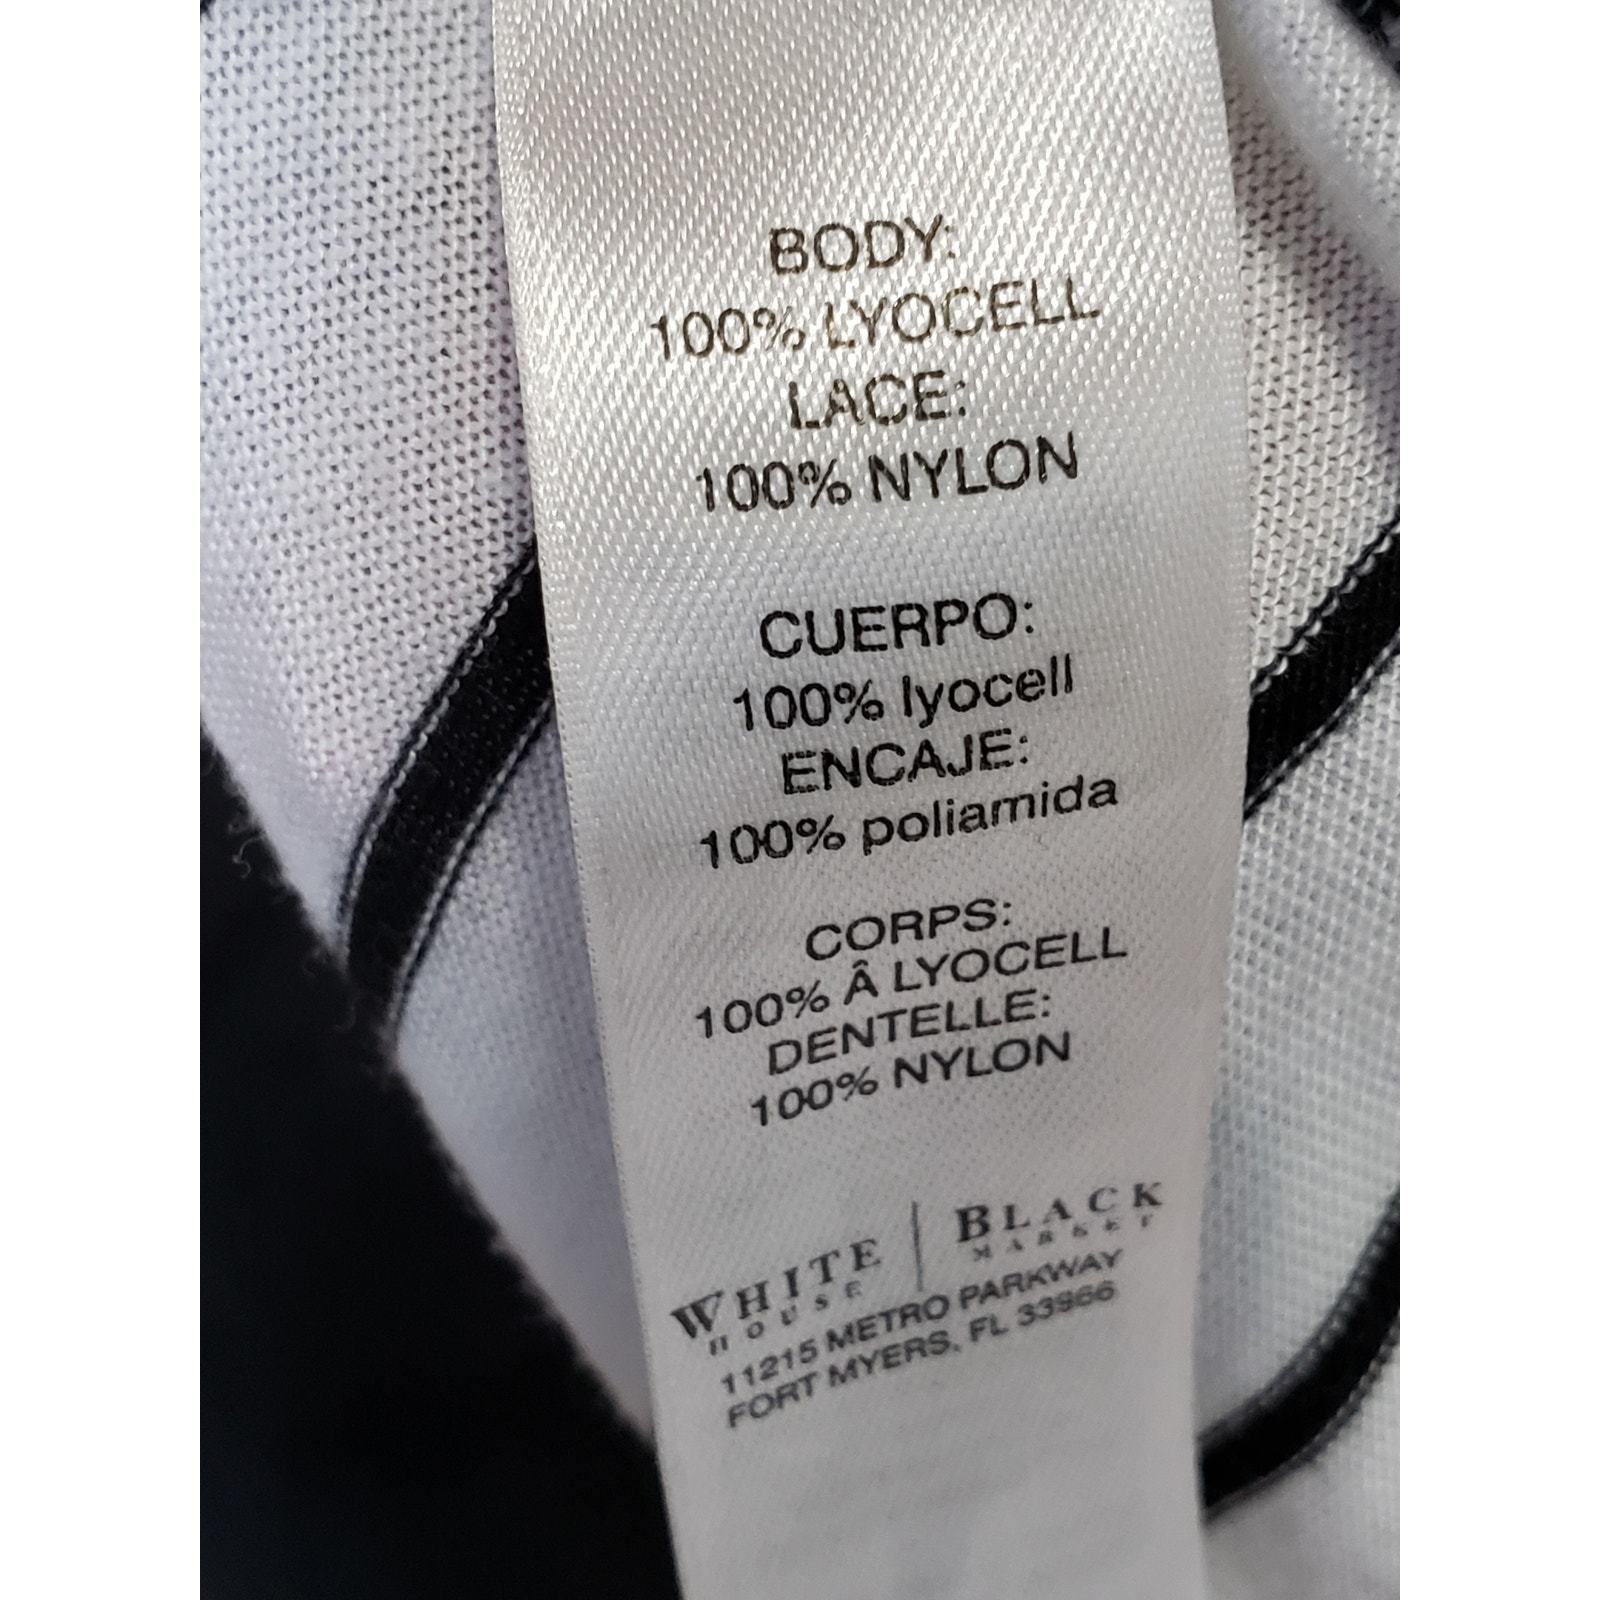 BODY:
100% LYOCELL
LACE:
100% NYLON
CUERPO:
100% lyocell
ENCAJE:
100% poliamida
CORPS:
100% Â LYOCELL
DENTELLE:
100% NYLON
WHITE | BLACK
HOUSE MARKET
11215 METRO PARKWAY
FORT MYERS, FL 33966